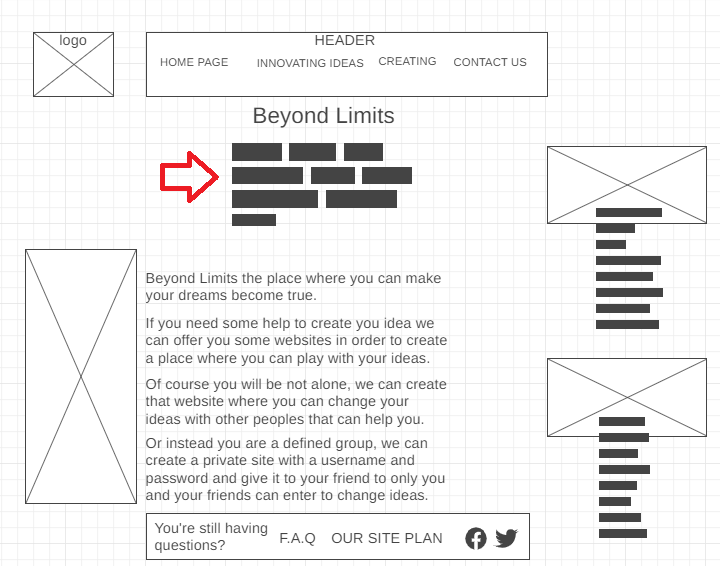 logo
HEADER
HOME PAGE
INNOVATING IDEAS
CREATING
CONTACT US
Beyond Limits
Beyond Limits the place where you can make
your dreams become true.
If you need some help to create you idea we
can offer you some websites in order to create
a place where you can play with your ideas.
Of course you will be not alone, we can create
that website where you can change your
ideas with other peoples that can help you.
Or instead you are a defined group, we can
create a private site with a username and
password and give it to your friend to only you
and your friends can enter to change ideas.
You're still having
questions?
F.A.Q
OUR SITE PLAN